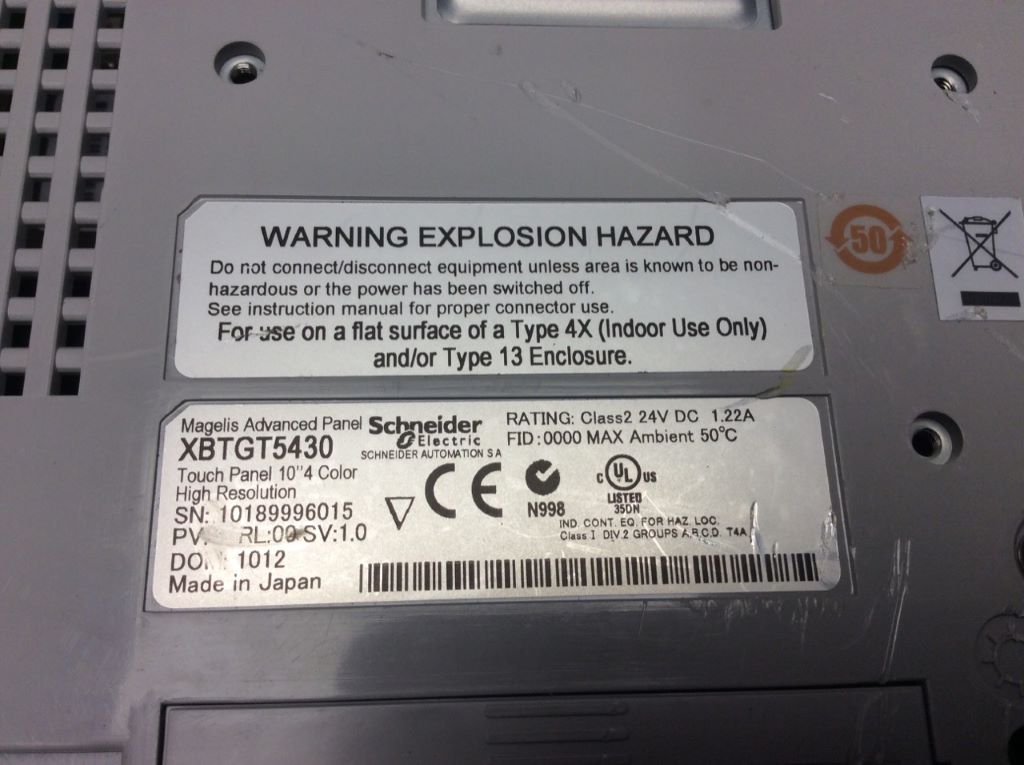 WARNING EXPLOSION HAZARD
Do not connect/disconnect equipment unless area is known to be non-
hazardous or the power has been switched off.
See instruction manual for proper connector use.
For use on a flat surface of a Type 4X (Indoor Use Only)
and/or Type 13 Enclosure.
50
Magelis Advanced Panel
XBTGT5430
Touch Panel 10"4 Color
High Resolution
SN: 10189996015
PV. RL:00 SV:1.0
DO : 1012
Made in Japan
Schneider
Electric
SCHNEIDER AUTOMATION S A
RATING: Class2 24V DC 1.22A
FID:0000 MAX Ambient 50°C
CE
N998
C UL US
LISTED
35DN
IND. CONT. EQ. FOR HAZ. LOC.
Class I DIV.2 GROUPS A,B,C,D. T4A